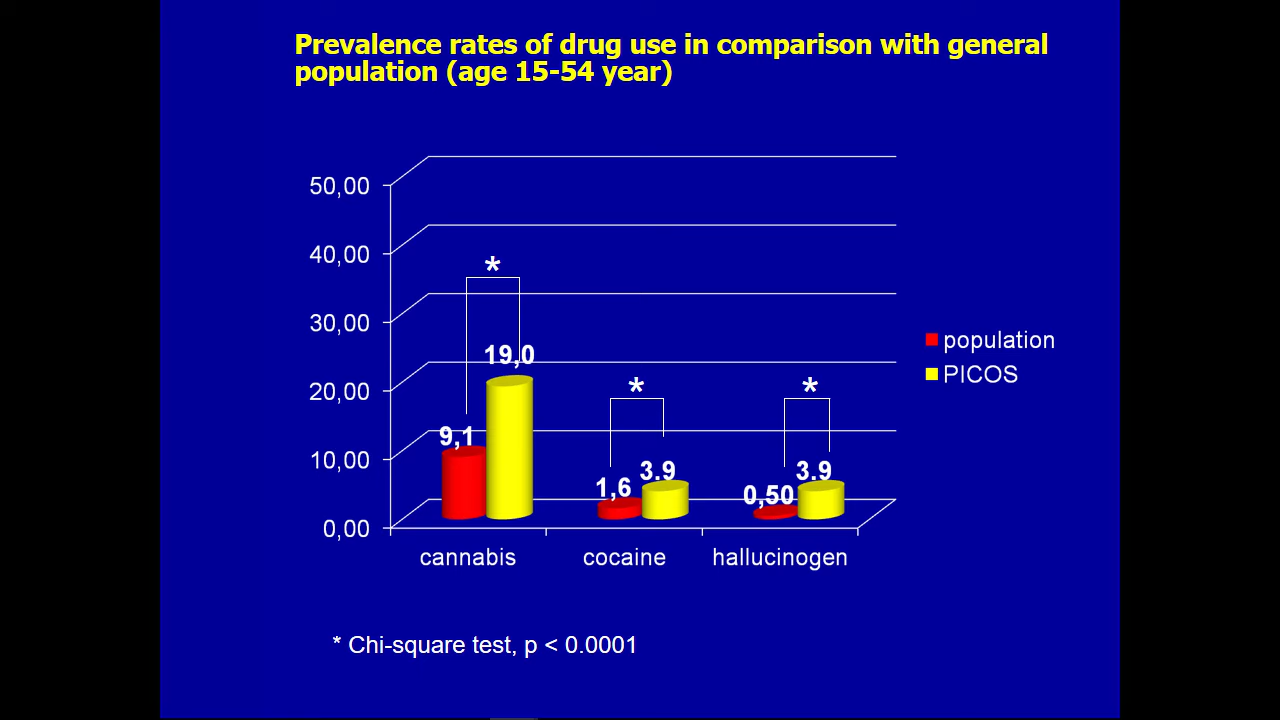 Prevalence rates of drug use in comparison with general
population (age 15-54 year)
50,00
40,00
30,00
20,00
10,00
0,00
*
*
*
9,1
19,0
1,6
3.9
0,50
3.9
cannabis
cocaine
hallucinogen
population
PICOS
* Chi-square test, p < 0.0001